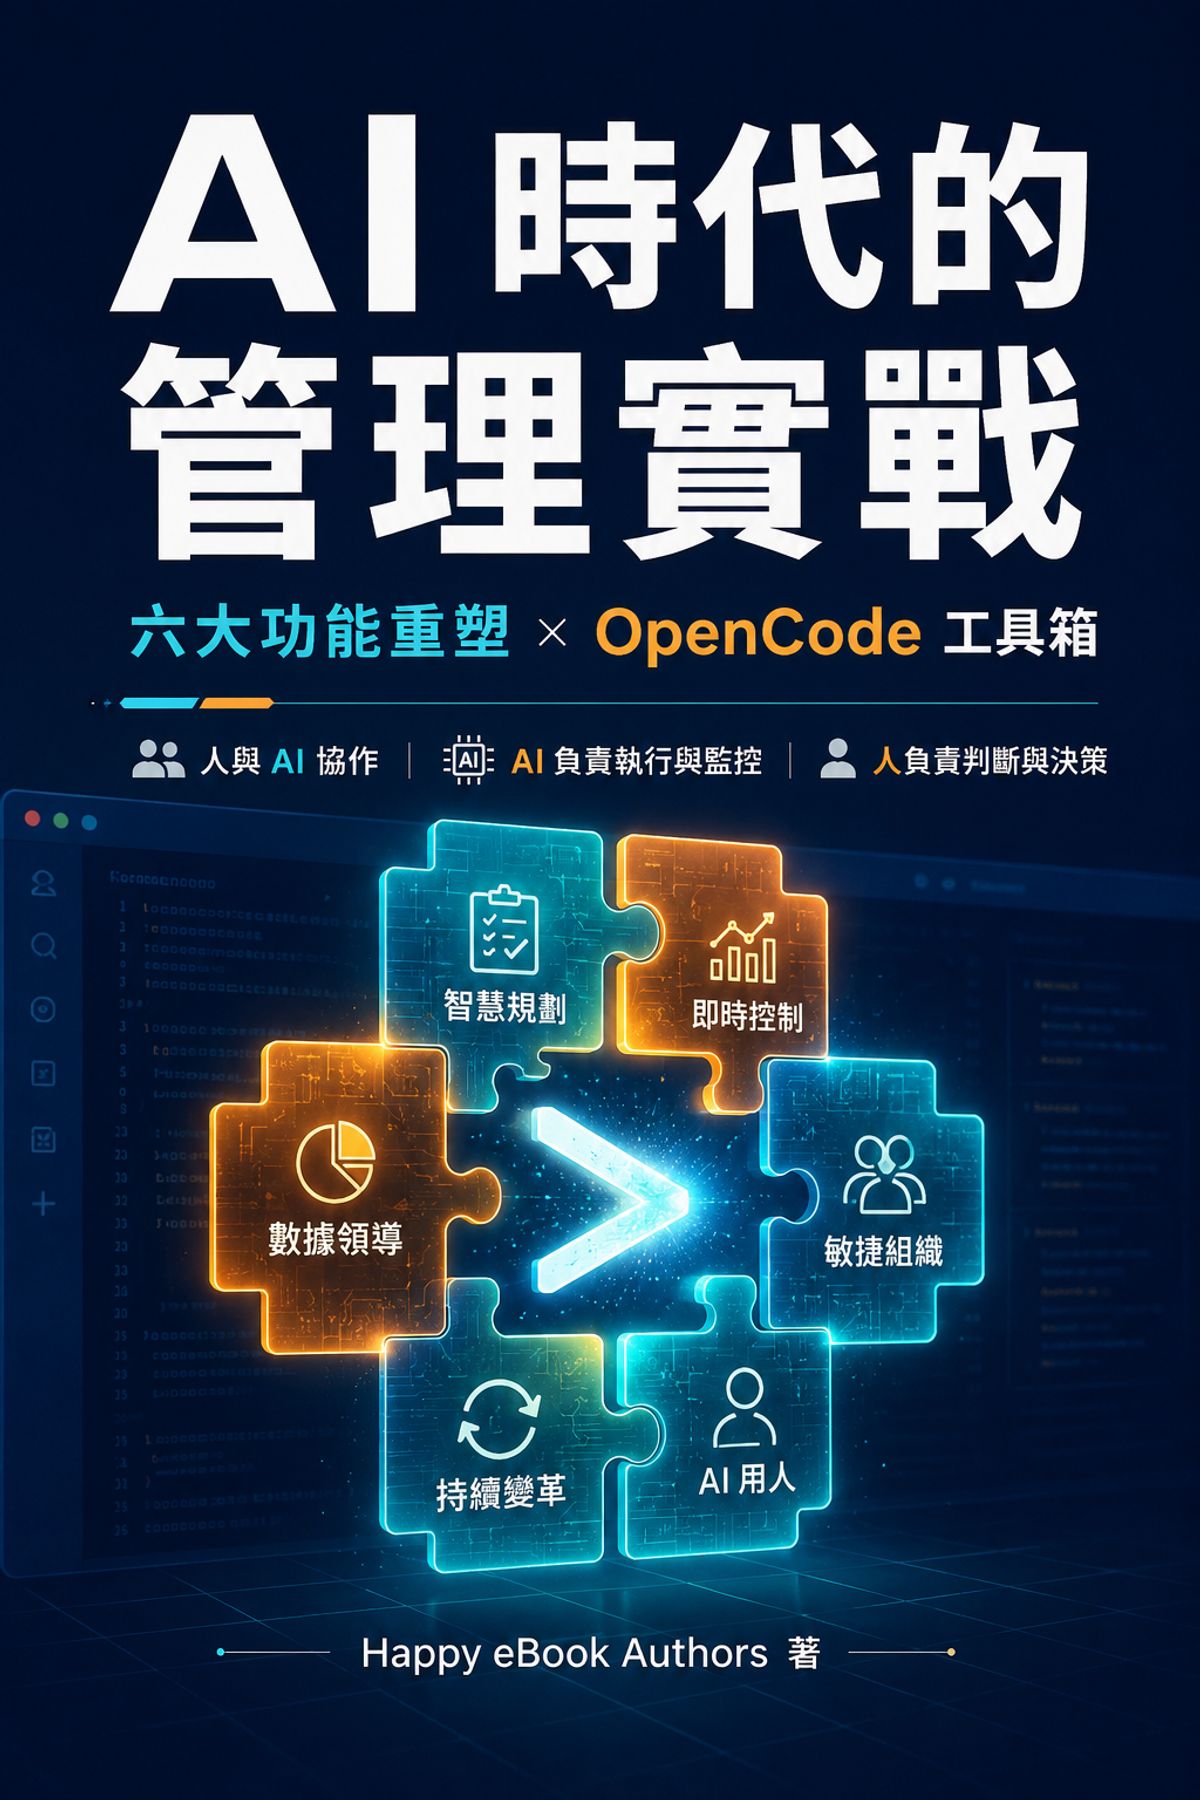 AI 時代的
管理實戰
六大功能重塑 × OpenCode 工具箱
人與 AI 協作 | AI AI 負責執行與監控 | 人負責判斷與決策
智慧規劃
即時控制
數據領導
敏捷組織
持續變革
AI 用人
Happy eBook Authors 著